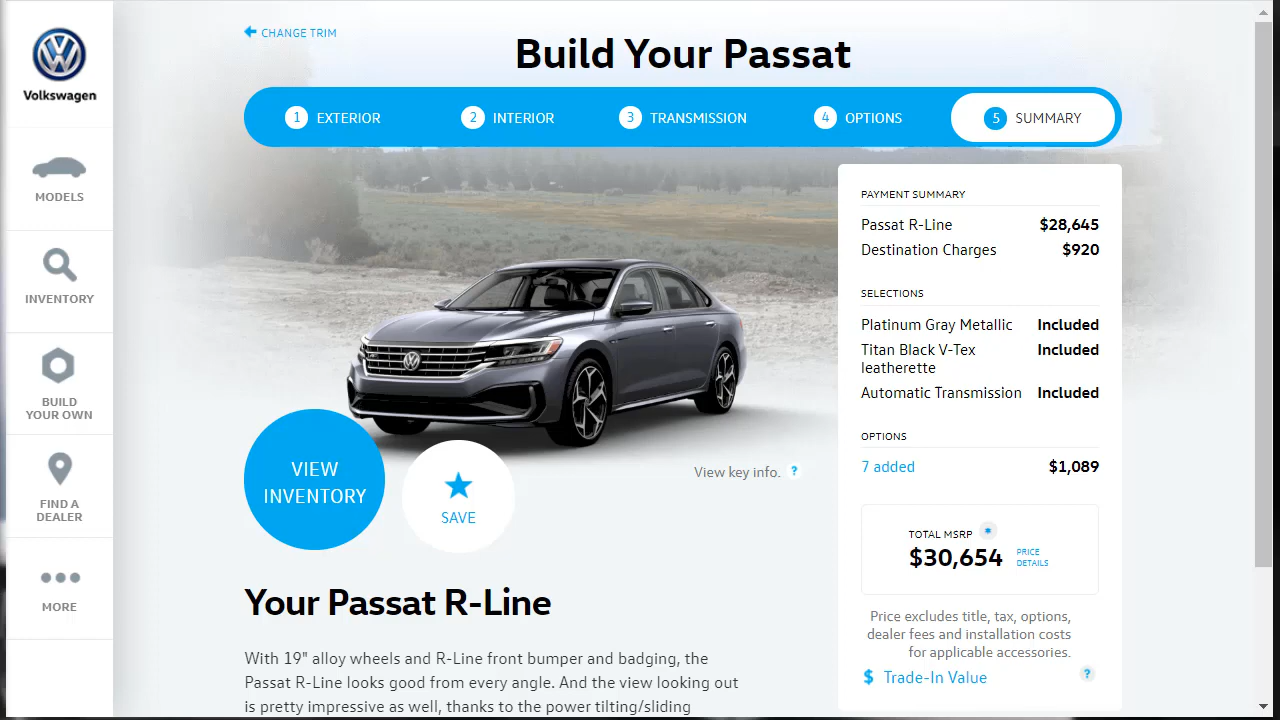 Volkswagen
MODELS
INVENTORY
BUILD
YOUR OWN
FIND A
DEALER
MORE
CHANGE TRIM
Build Your Passat
1 EXTERIOR
2 INTERIOR
3 TRANSMISSION
4 OPTIONS
5 SUMMARY
VIEW
INVENTORY
SAVE
View key info. ?
Your Passat R-Line
With 19" alloy wheels and R-Line front bumper and badging, the
Passat R-Line looks good from every angle. And the view looking out
is pretty impressive as well, thanks to the power tilting/sliding
PAYMENT SUMMARY
Passat R-Line $28,645
Destination Charges $920
SELECTIONS
Platinum Gray Metallic Included
Titan Black V-Tex Included
leatherette
Automatic Transmission Included
OPTIONS
7 added $1,089
TOTAL MSRP *
$30,654 PRICE
DETAILS
Price excludes title, tax, options,
dealer fees and installation costs
for applicable accessories.
$ Trade-In Value ?